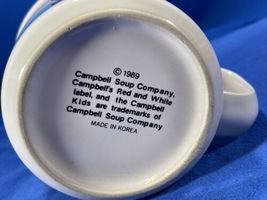 © 1989
Campbell Soup Company,
Campbell's Red and White
label, and the Campbell
Kids are trademarks of
Campbell Soup Company
MADE IN KOREA